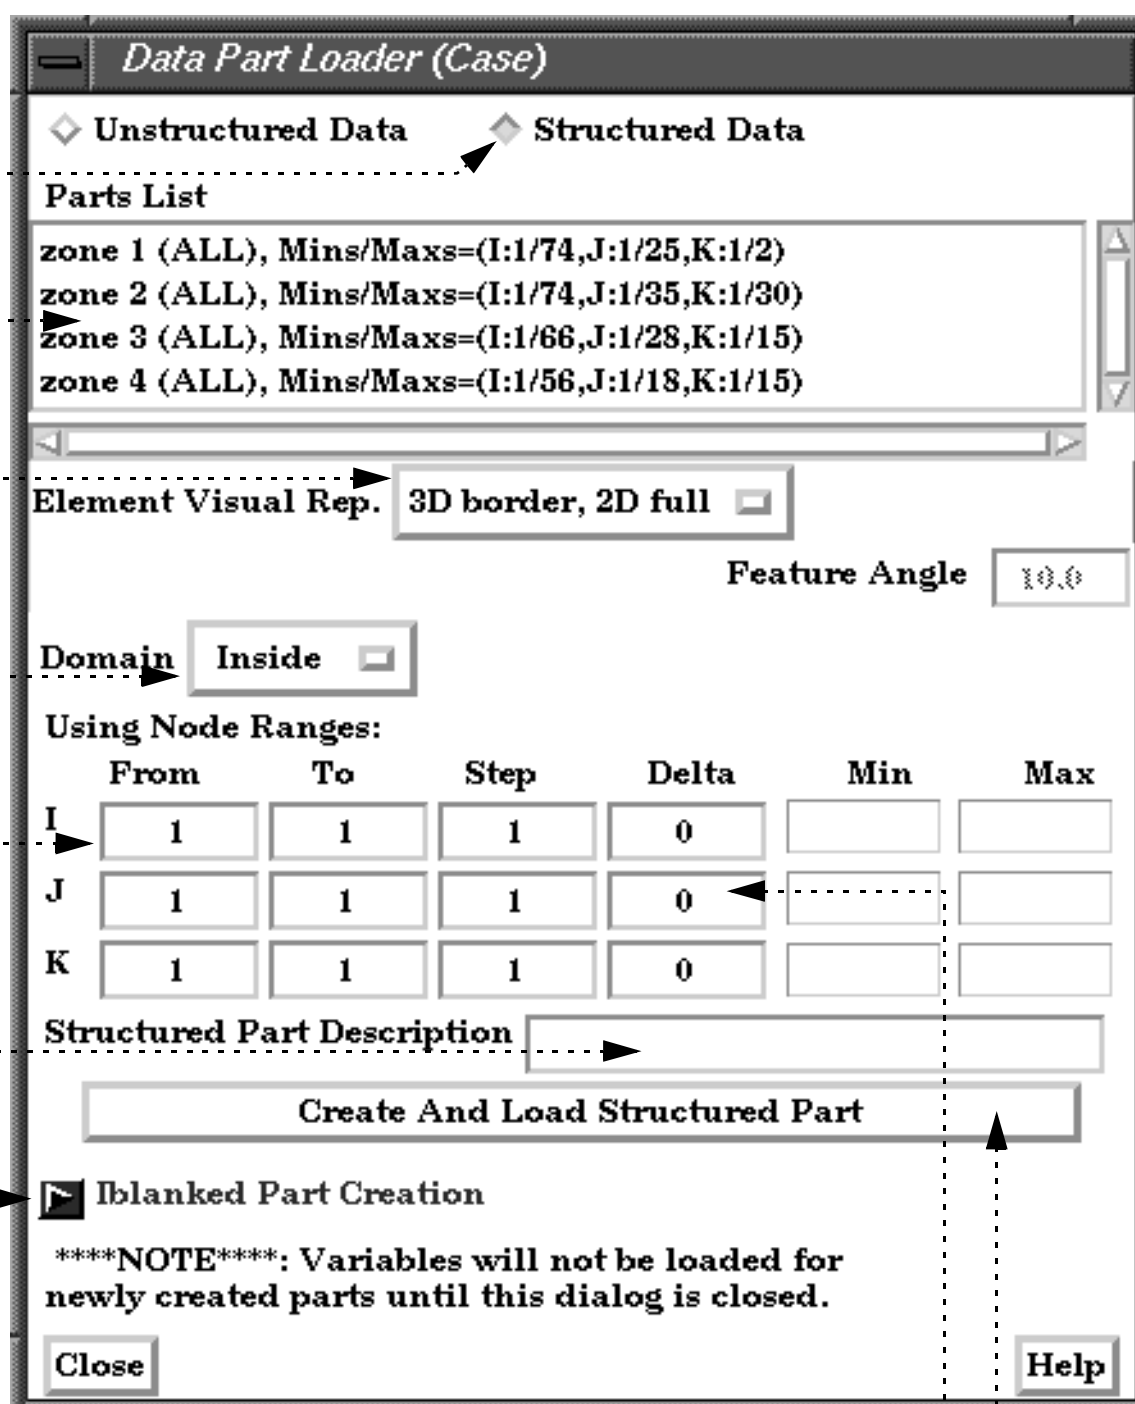 Data Part Loader (Case)
Unstructured Data Structured Data
Parts List
zone 1 (ALL), Mins/Maxs=(I:1/74,J:1/25,K:1/2)
zone 2 (ALL), Mins/Maxs=(I:1/74,J:1/35,K:1/30)
zone 3 (ALL), Mins/Maxs=(I:1/66,J:1/28,K:1/15)
zone 4 (ALL), Mins/Maxs=(I:1/56,J:1/18,K:1/15)
Element Visual Rep. 3D border, 2D full
Feature Angle 10.0
Domain Inside
Using Node Ranges:
From To Step Delta Min Max
I 1 1 1 0
J 1 1 1 0
K 1 1 1 0
Structured Part Description
Create And Load Structured Part
Iblanked Part Creation
****NOTE****: Variables will not be loaded for
newly created parts until this dialog is closed.
Close Help